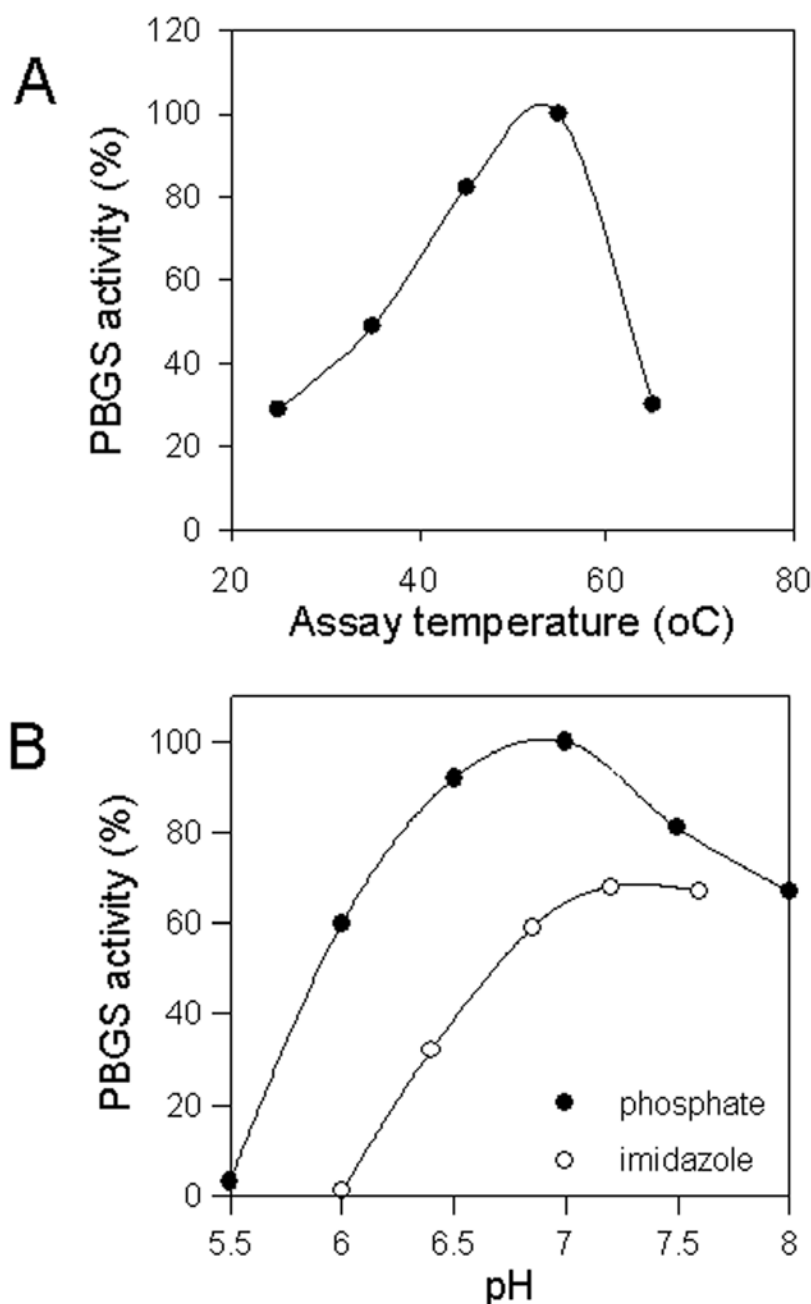 A
PBGS activity (%)
120
100
80
60
40
20
0
20 40 60 80
Assay temperature (oC)
B
PBGS activity (%)
100
80
60
40
20
0
phosphate
imidazole
5.5 6 6.5 7 7.5 8
pH